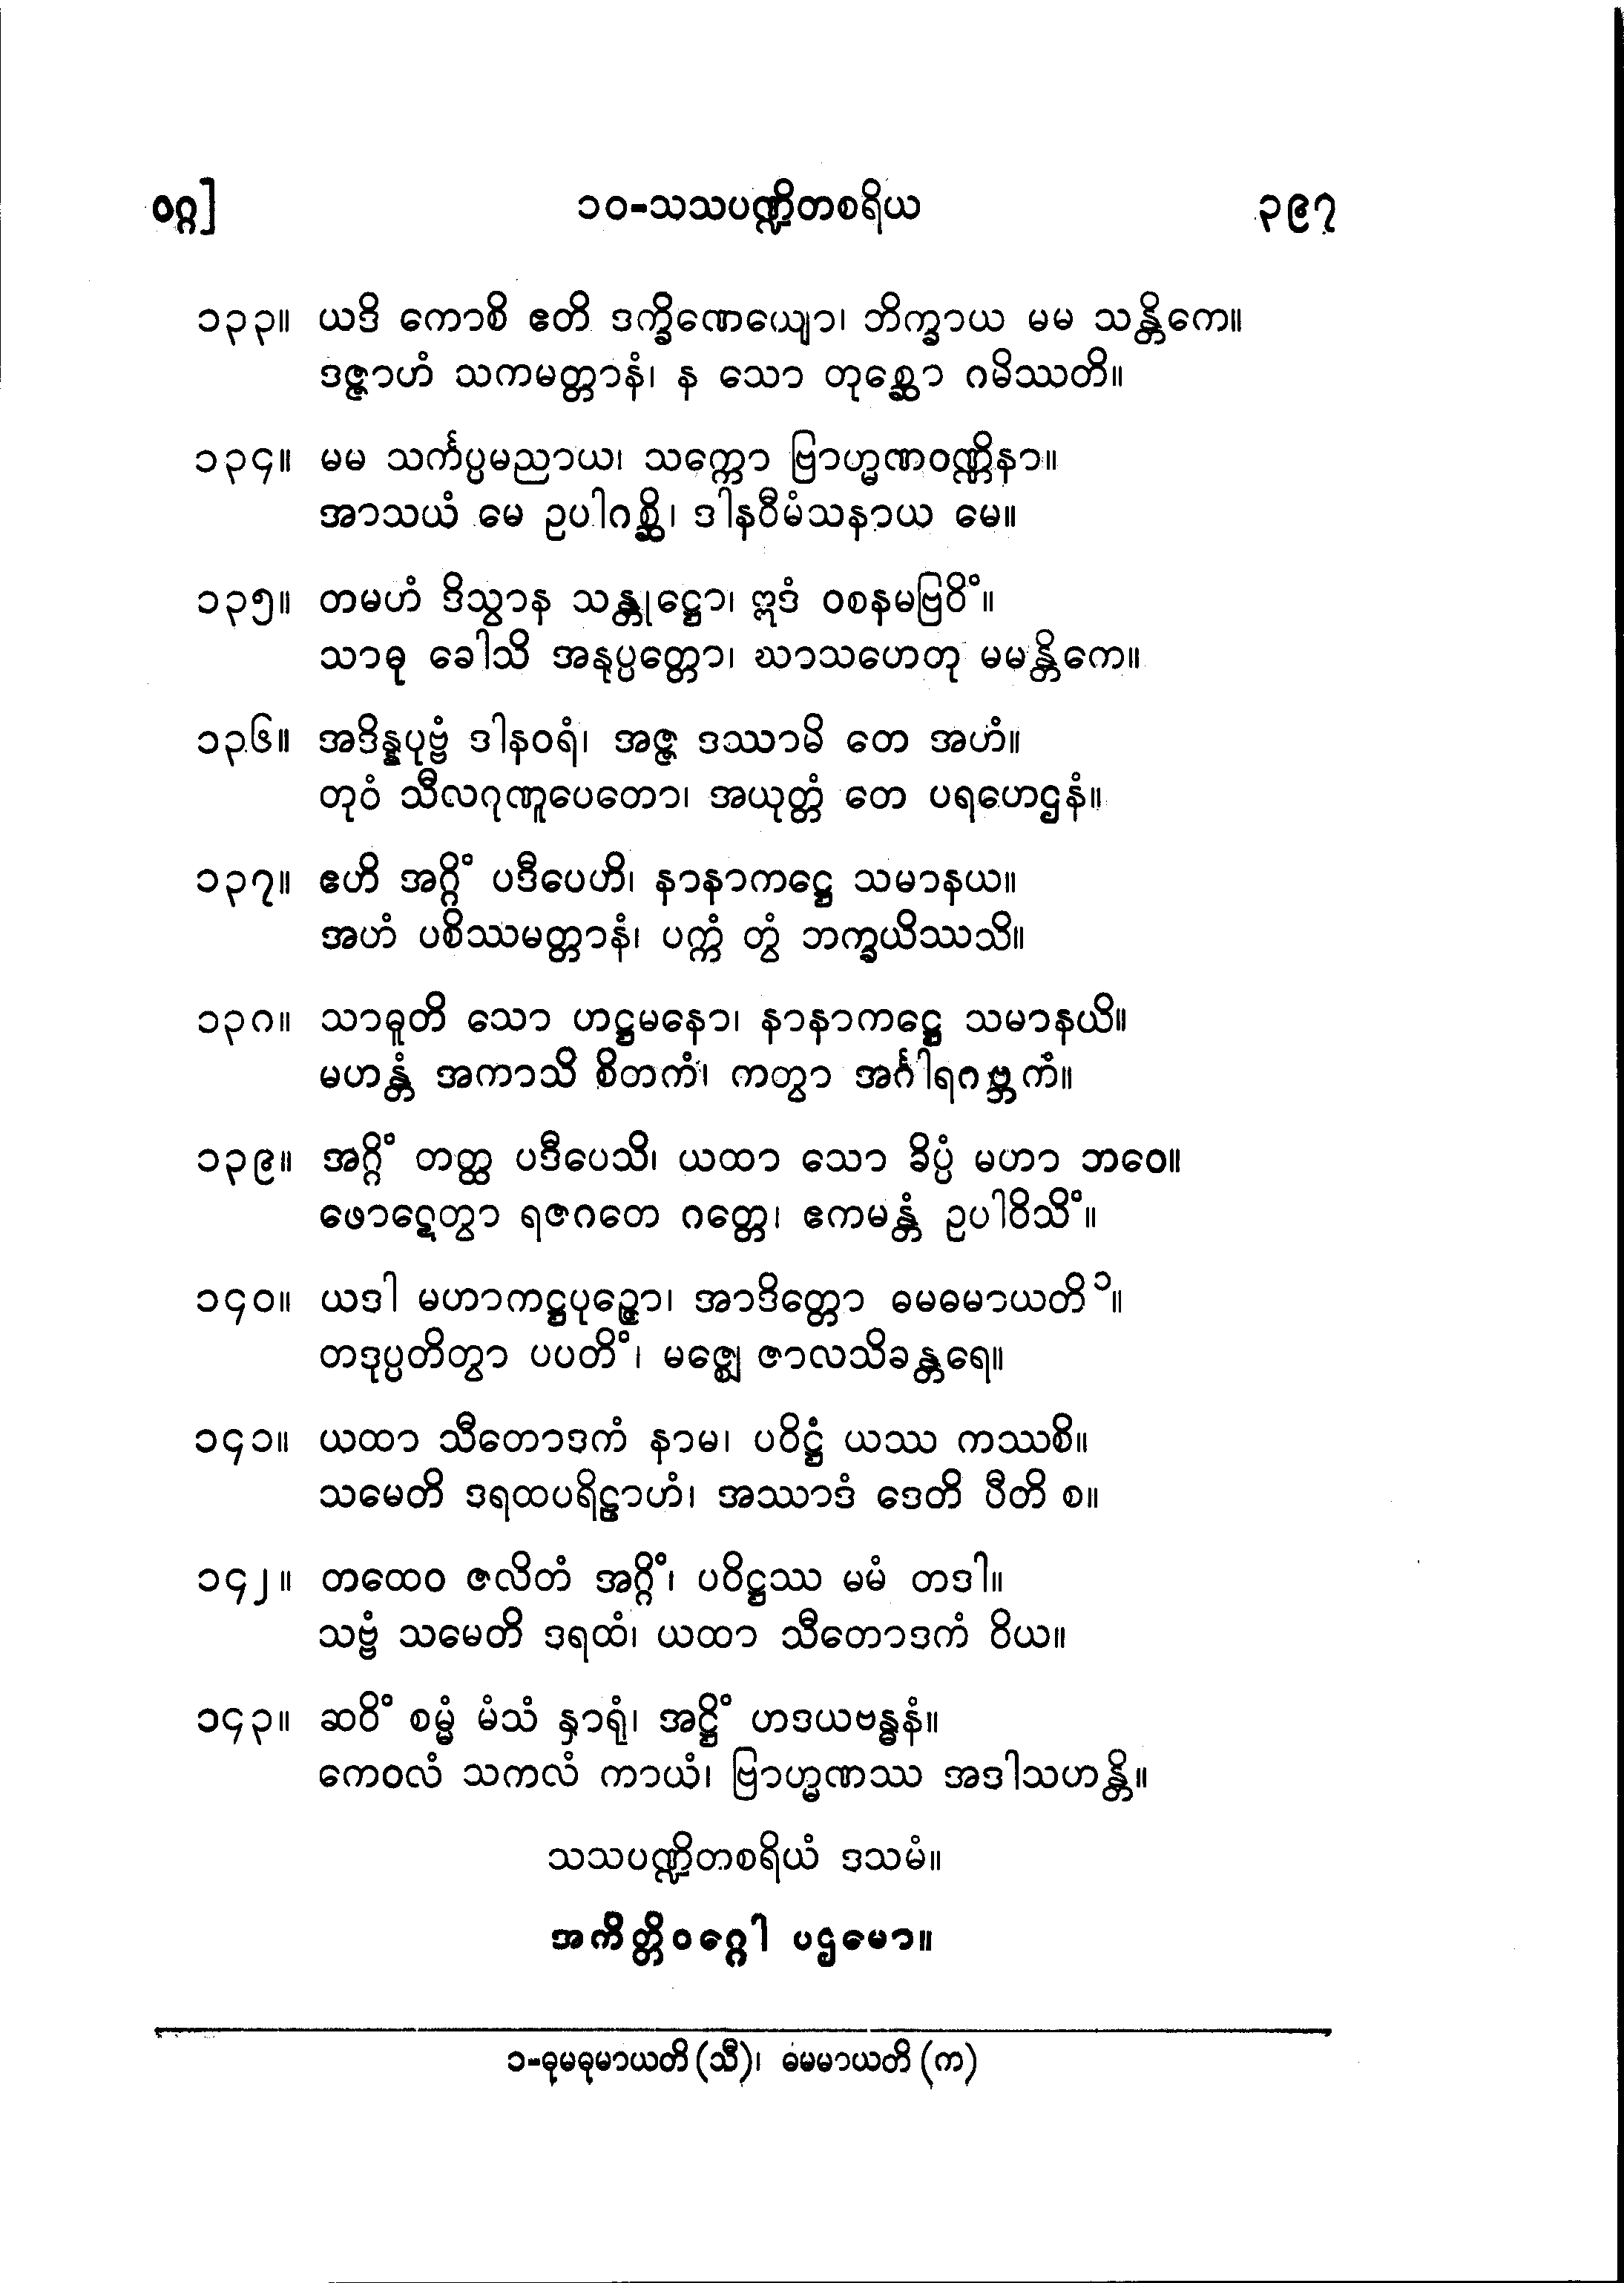 ဝဂ္ဂ]
၁၀-သသပဏ္ဍိတစရိယ
၃၉၇
၁၃၃။ ယဒိ ကောစိ ဧတိ ဒက္ခိဏေယျော၊ ဘိက္ခာယ မမ သန္တိကေ။
ဒဇ္ဇာဟံ သကမတ္တာနံ၊ န သော တုစ္ဆော ဂမိဿတိ။
၁၃၄။ မမ သင်္ကပ္ပမညာယ၊ သက္ကော ဗြာဟ္မဏဝဏ္ဏိနာ။
အာသယံ မေ ဥပါဂစ္ဆိ၊ ဒါနဝီမံသနာယ မေ။
၁၃၅။ တမဟံ ဒိသွာန သန္တုဋ္ဌော၊ ဣဒံ ဝစနမဗြဝိံ။
သာဓု ခေါသိ အနုပ္ပတ္တော၊ ဃာသဟေတု မမန္တိကေ။
၁၃၆။ အဒိန္နပုဗ္ဗံ ဒါနဝရံ၊ အဇ္ဇ ဒဿာမိ တေ အဟံ။
တုဝံ သီလဂုဏူပေတော၊ အယုတ္တံ တေ ပရဟေဌနံ။
၁၃၇။ ဧဟိ အဂ္ဂိံ ပဒီပေဟိ၊ နာနာကဋ္ဌေ သမာနယ။
အဟံ ပစိဿမတ္တာနံ၊ ပက္ကံ တွံ ဘက္ခယိဿသိ။
၁၃၈။ သာဓူတိ သော ဟဋ္ဌမနော၊ နာနာကဋ္ဌေ သမာနယိ။
မဟန္တံ အကာသိ စိတကံ၊ ကတွာ အင်္ဂါရဂဗ္ဘကံ။
၁၃၉။ အဂ္ဂိံ တတ္ထ ပဒီပေသိ၊ ယထာ သော ခိပ္ပံ မဟာ ဘဝေ။
ဖောဋေတွာ ရဇဂတေ ဂတ္တေ၊ ဧကမန္တံ ဥပါဝိသိံ။
၁၄၀။ ယဒါ မဟာကဋ္ဌပုဉ္ဇော၊ အာဒိတ္တော ဓမဓမာယတိ၁။
တဒုပ္ပတိတွာ ပပတိံ၊ မဇ္ဈေ ဇာလသိခန္တရေ။
၁၄၁။ ယထာ သီတောဒကံ နာမ၊ ပဝိဋ္ဌံ ယဿ ကဿစိ။
သမေတိ ဒရထပရိဠာဟံ၊ အဿာဒံ ဒေတိ ပီတိ စ။
၁၄၂။ တထေဝ ဇလိတံ အဂ္ဂိံ၊ ပဝိဋ္ဌဿ မမံ တဒါ။
သဗ္ဗံ သမေတိ ဒရထံ၊ ယထာ သီတောဒကံ ဝိယ။
၁၄၃။ ဆဝိံ စမ္မံ မံသံ နှာရုံ၊ အဋ္ဌိံ ဟဒယဗန္ဓနံ။
ကေဝလံ သကလံ ကာယံ၊ ဗြာဟ္မဏဿ အဒါသဟန္တိ။
သသပဏ္ဍိတစရိယံ ဒသမံ။
အကိတ္တိဝဂ္ဂေါ ပဌမော။
၁-ဓုမဓုမာယတိ (သီ)၊ ဓမမာယတိ (က)